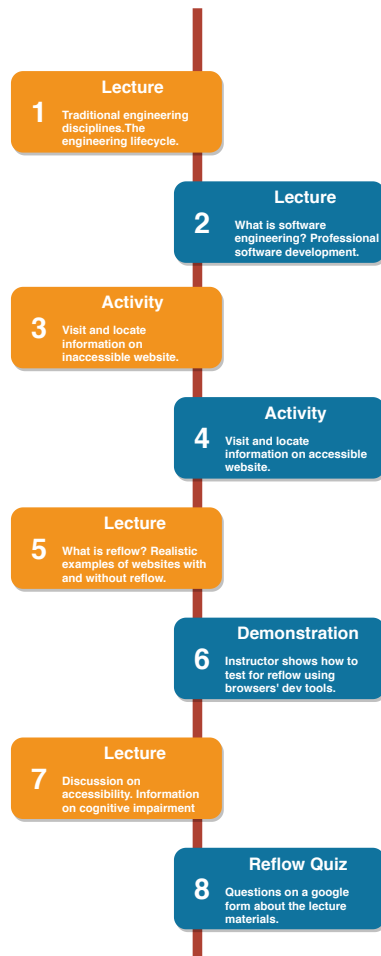 Lecture
1
Traditional engineering
disciplines.The
engineering lifecycle.
Lecture
2
What is software
engineering? Professional
software development.
Activity
3
Visit and locate
information on
inaccessible website.
Activity
4
Visit and locate
information on accessible
website.
Lecture
5
What is reflow? Realistic
examples of websites with
and without reflow.
Demonstration
6
Instructor shows how to
test for reflow using
browsers' dev tools.
Lecture
7
Discussion on
accessibility. Information
on cognitive impairment
Reflow Quiz
8
Questions on a google
form about the lecture
materials.